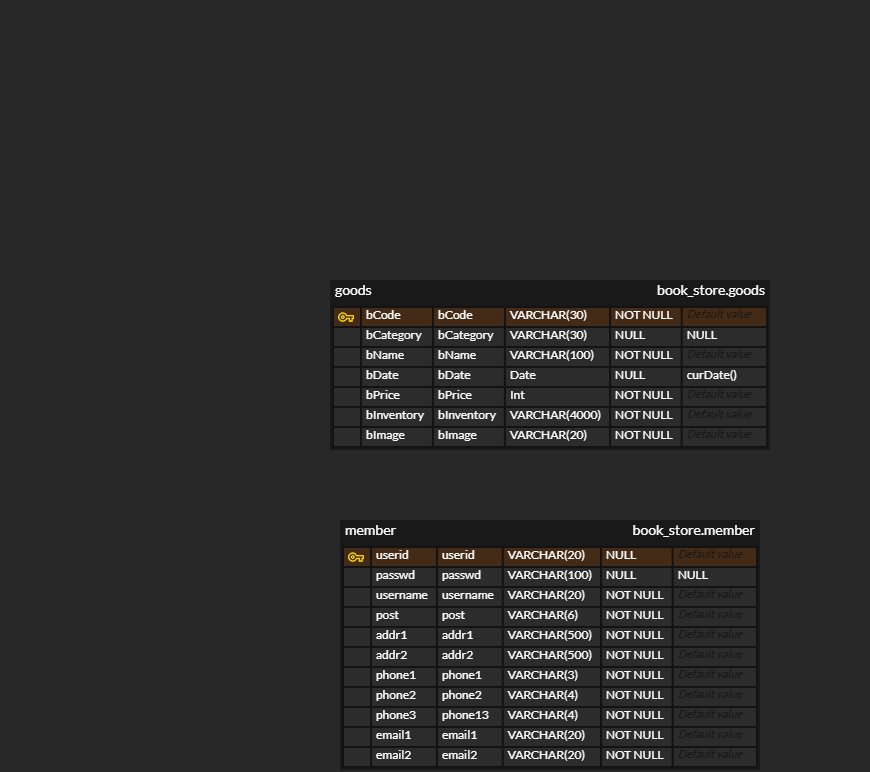 goods book_store.goods
bCode bCode VARCHAR(30) NOT NULL Default value
bCategory bCategory VARCHAR(30) NULL NULL
bName bName VARCHAR(100) NOT NULL Default value
bDate bDate Date NULL curDate()
bPrice bPrice Int NOT NULL Default value
bInventory bInventory VARCHAR(4000) NOT NULL Default value
bImage bImage VARCHAR(20) NOT NULL Default value
member book_store.member
userid userid VARCHAR(20) NULL Default value
passwd passwd VARCHAR(100) NULL NULL
username username VARCHAR(20) NOT NULL Default value
post post VARCHAR(6) NOT NULL Default value
addr1 addr1 VARCHAR(500) NOT NULL Default value
addr2 addr2 VARCHAR(500) NOT NULL Default value
phone1 phone1 VARCHAR(3) NOT NULL Default value
phone2 phone2 VARCHAR(4) NOT NULL Default value
phone3 phone13 VARCHAR(4) NOT NULL Default value
email1 email1 VARCHAR(20) NOT NULL Default value
email2 email2 VARCHAR(20) NOT NULL Default value